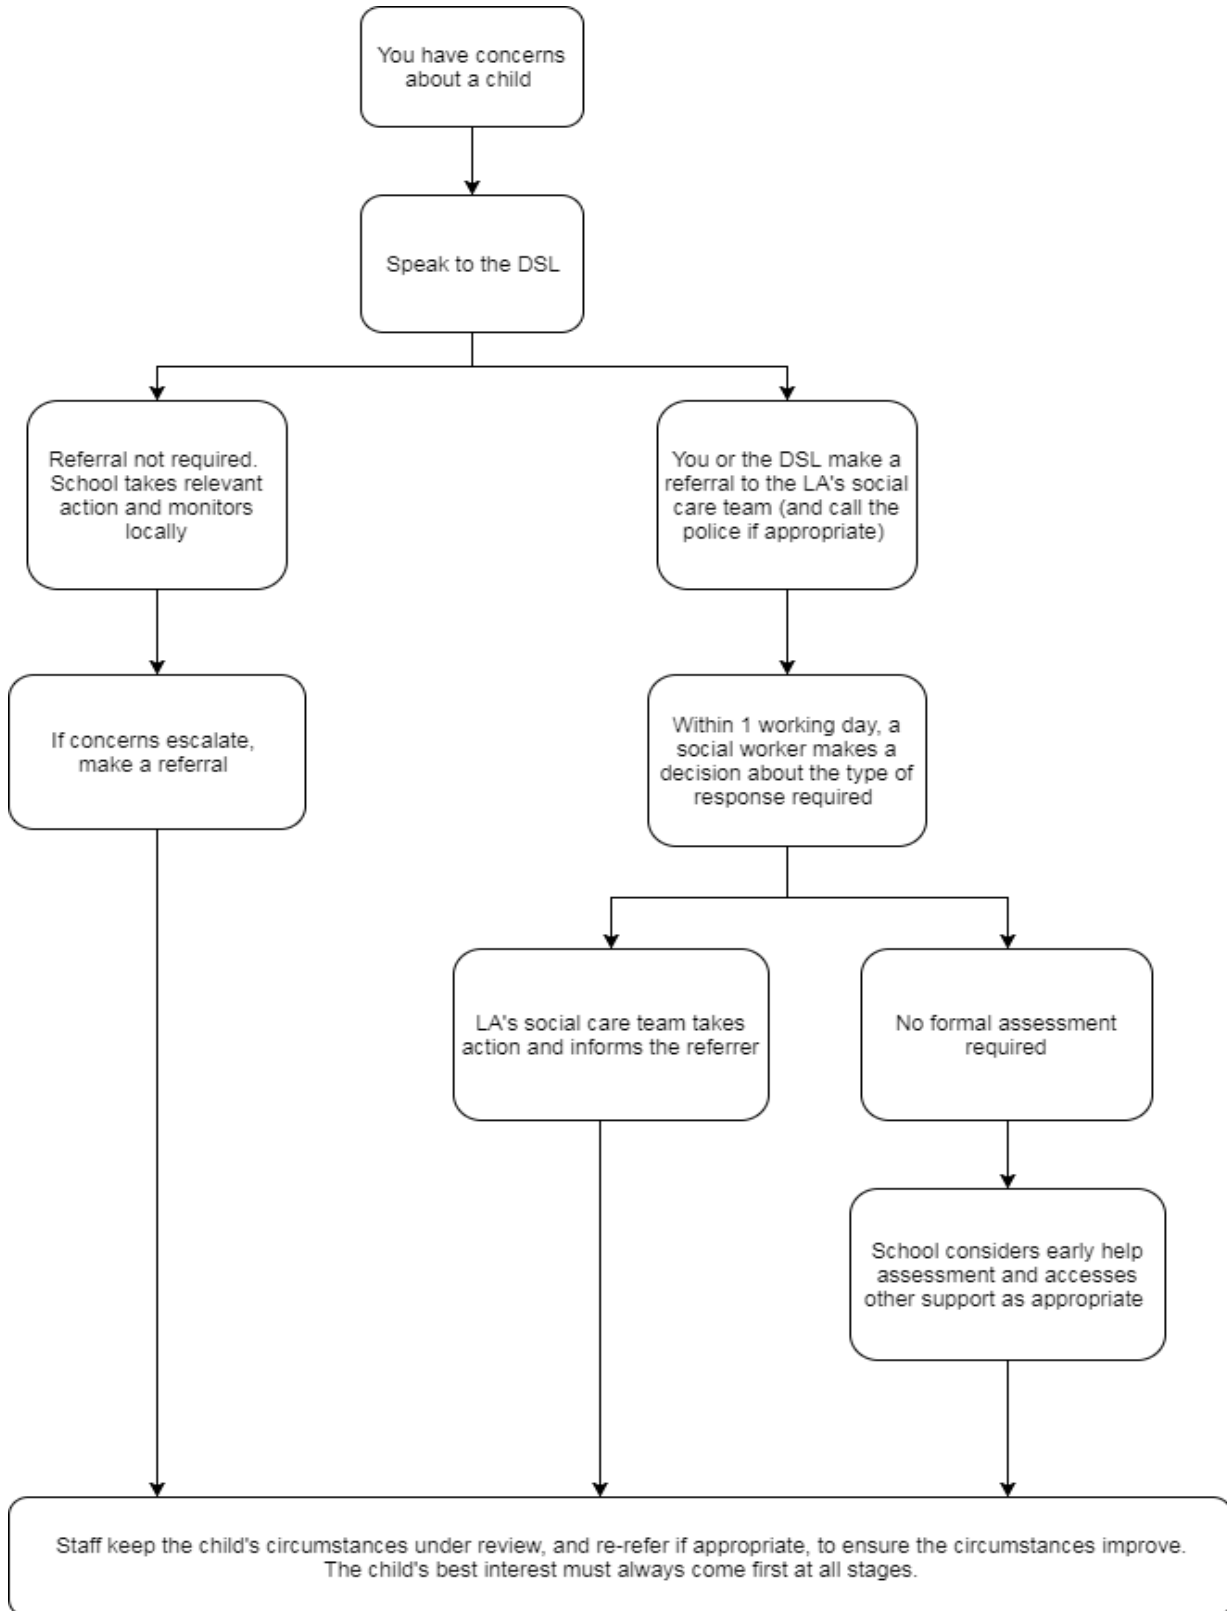 You have concerns
about a child
Speak to the DSL
Referral not required.
School takes relevant
action and monitors
locally
You or the DSL make a
referral to the LA's social
care team (and call the
police if appropriate)
If concerns escalate,
make a referral
Within 1 working day, a
social worker makes a
decision about the type of
response required
LA's social care team takes
action and informs the referrer
No formal assessment
required
School considers early help
assessment and accesses
other support as appropriate
Staff keep the child's circumstances under review, and re-refer if appropriate, to ensure the circumstances improve.
The child's best interest must always come first at all stages.